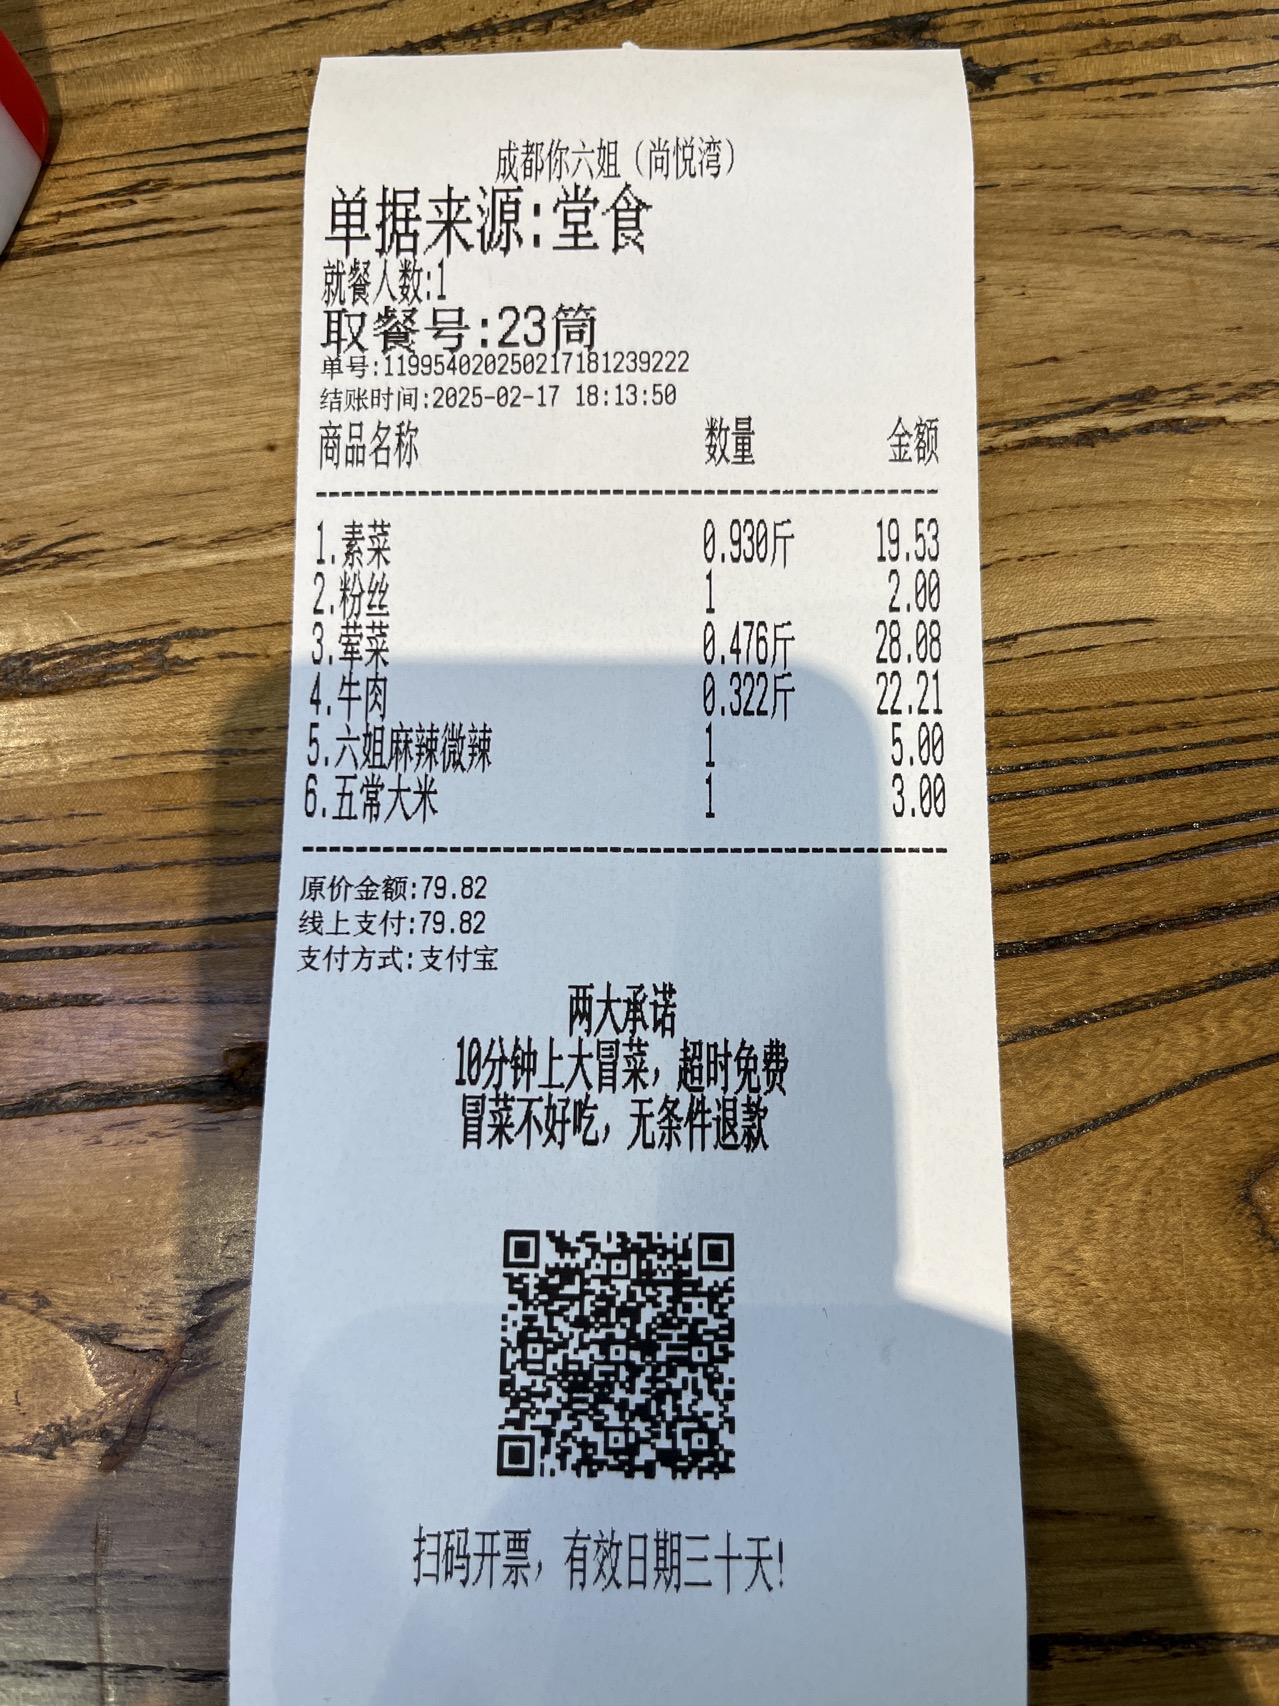 成都你六姐（尚悦湾）
单据来源:堂食
就餐人数:1
取餐号:23筒
单号:119954020250217181239222
结账时间:2025-02-17 18:13:50
商品名称 数量 金额
1.素菜 0.930斤 19.53
2.粉丝 1 2.00
3.荤菜 0.476斤 28.08
4.牛肉 0.322斤 22.21
5.六姐麻辣微辣 1 5.00
6.五常大米 1 3.00
原价金额:79.82
线上支付:79.82
支付方式:支付宝
两大承诺
10分钟上大冒菜，超时免费
冒菜不好吃，无条件退款
扫码开票，有效日期三十天!